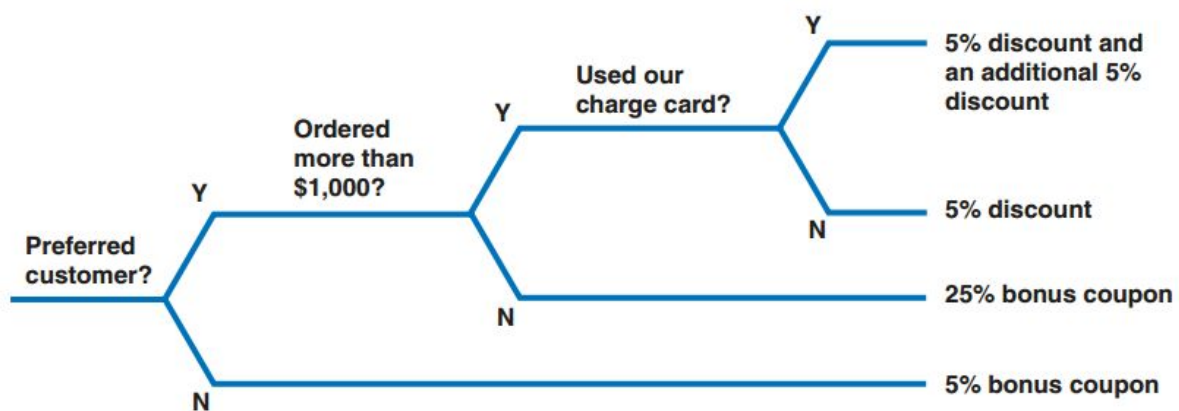 Preferred
customer?
Y
N
Ordered
more than
$1,000?
Y
N
Used our
charge card?
Y
N
5% discount and
an additional 5%
discount
5% discount
25% bonus coupon
5% bonus coupon